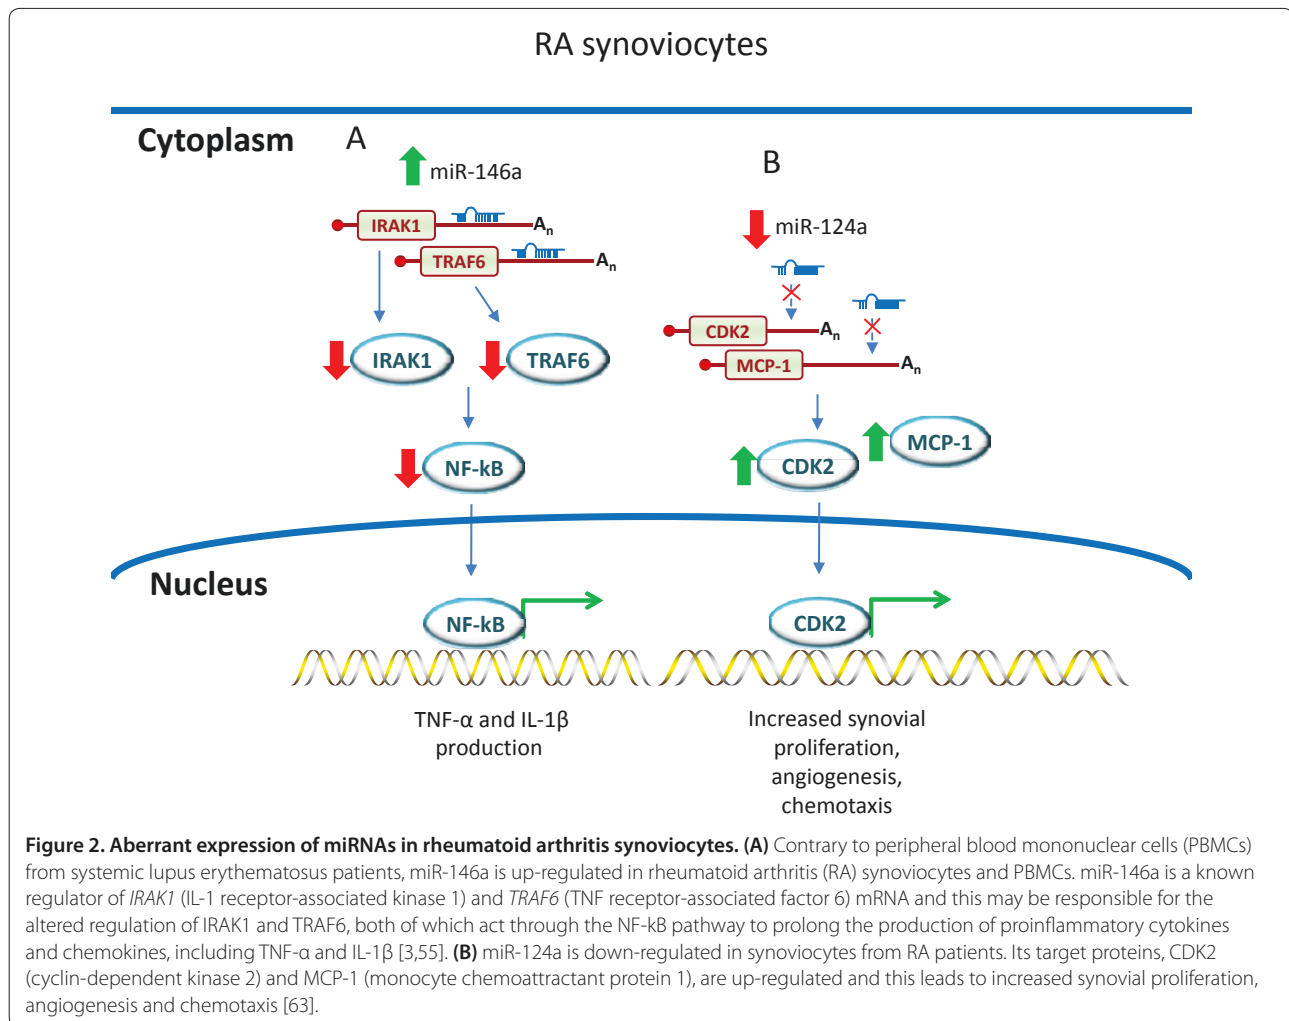 RA synoviocytes
Cytoplasm
A
miR-146a
IRAK1
An
TRAF6
An
IRAK1
TRAF6
NF-kB
B
miR-124a
CDK2
An
MCP-1
An
CDK2
MCP-1
Nucleus
NF-kB
CDK2
TNF-α and IL-1β
production
Increased synovial
proliferation,
angiogenesis,
chemotaxis
Figure 2. Aberrant expression of miRNAs in rheumatoid arthritis synoviocytes. (A) Contrary to peripheral blood mononuclear cells (PBMCs)
from systemic lupus erythematosus patients, miR-146a is up-regulated in rheumatoid arthritis (RA) synoviocytes and PBMCs. miR-146a is a known
regulator of IRAK1 (IL-1 receptor-associated kinase 1) and TRAF6 (TNF receptor-associated factor 6) mRNA and this may be responsible for the
altered regulation of IRAK1 and TRAF6, both of which act through the NF-kB pathway to prolong the production of proinflammatory cytokines
and chemokines, including TNF-α and IL-1β [3,55]. (B) miR-124a is down-regulated in synoviocytes from RA patients. Its target proteins, CDK2
(cyclin-dependent kinase 2) and MCP-1 (monocyte chemoattractant protein 1), are up-regulated and this leads to increased synovial proliferation,
angiogenesis and chemotaxis [63].